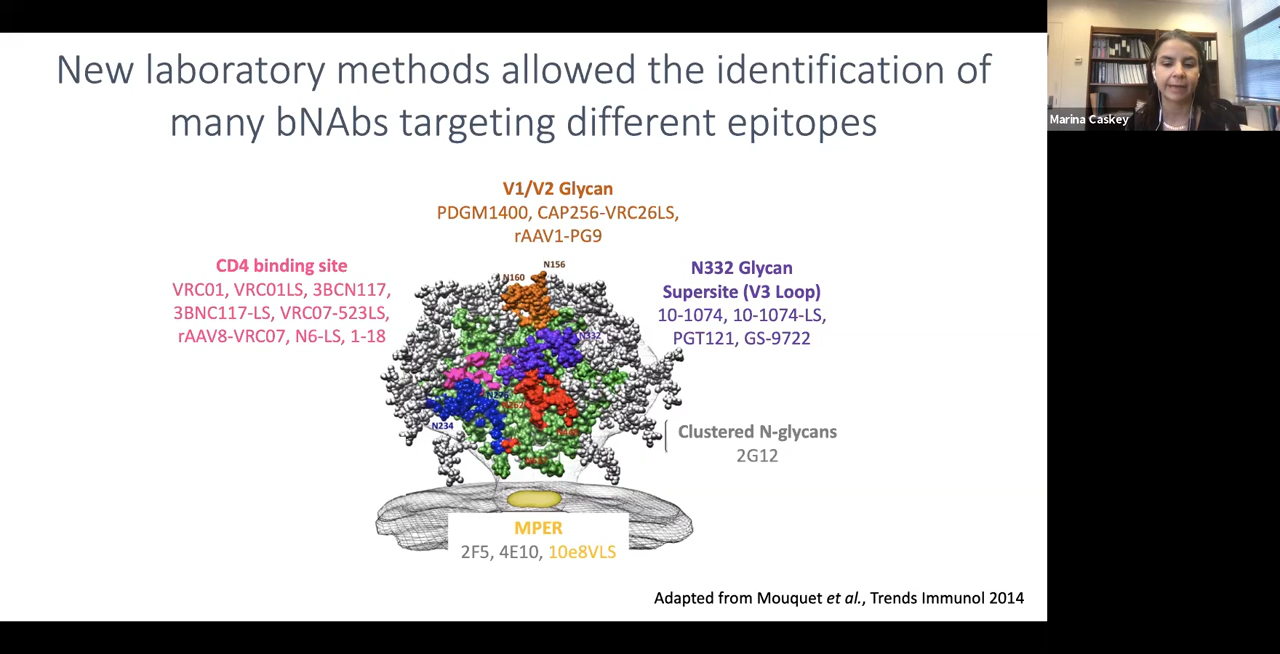 New laboratory methods allowed the identification of
many bNAbs targeting different epitopes
Marina Caskey
V1/V2 Glycan
PDGM1400, CAP256-VRC26LS,
rAAV1-PG9
CD4 binding site
VRC01, VRC01LS, 3BCN117,
3BNC117-LS, VRC07-523LS,
rAAV8-VRC07, N6-LS, 1-18
N332 Glycan
Supersite (V3 Loop)
10-1074, 10-1074-LS,
PGT121, GS-9722
N156
N160
N332
N234
Clustered N-glycans
2G12
MPER
2F5, 4E10, 10e8VLS
Adapted from Mouquet et al., Trends Immunol 2014